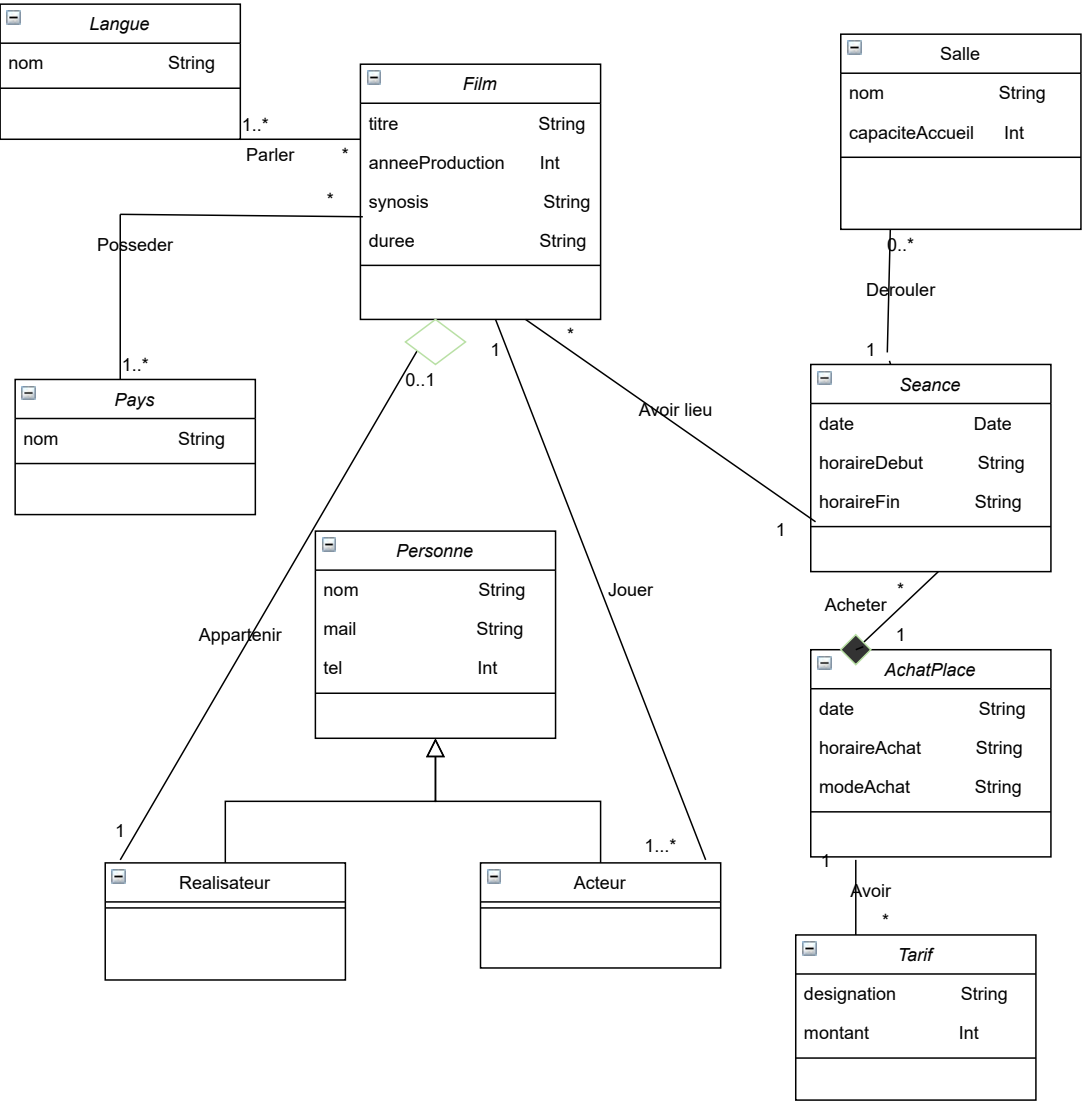 Langue
nom String
1..*
Parler *
Film
titre String
anneeProduction Int
synosis String
duree String
Salle
nom String
capaciteAccueil Int
*
Posseder
1..*
Pays
nom String
0..*
Derouler
1
0..1
1
*
Avoir lieu
1
Seance
date Date
horaireDebut String
horaireFin String
Personne
nom String
mail String
tel Int
Appartenir
Jouer
*
Acheter
1
AchatPlace
date String
horaireAchat String
modeAchat String
1
Realisateur
1...*
Acteur
1
Avoir
*
Tarif
designation String
montant Int